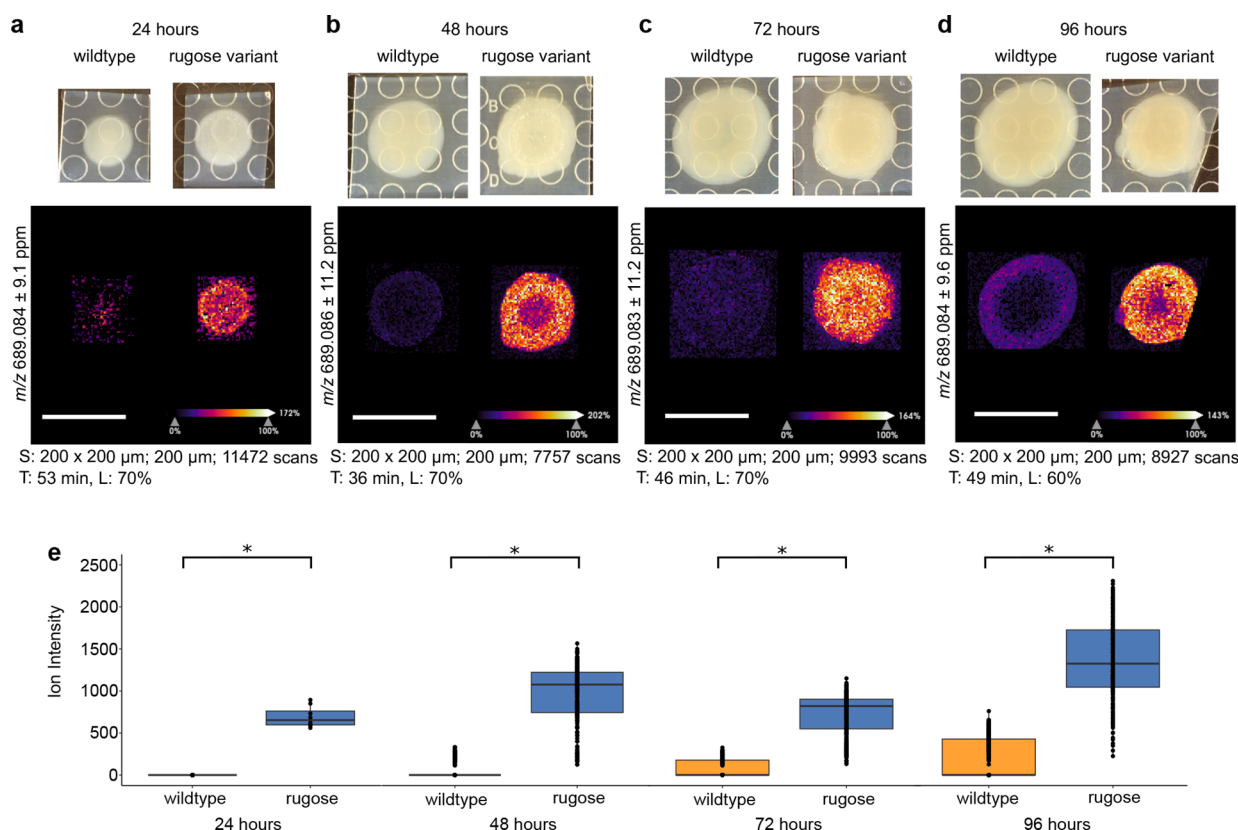 a 24 hours
wildtype rugose variant
b 48 hours
wildtype rugose variant
c 72 hours
wildtype rugose variant
d 96 hours
wildtype rugose variant
B
C
D
m/z 689.084 ± 9.1 ppm
172%
0% 100%
m/z 689.086 ± 11.2 ppm
202%
0% 100%
m/z 689.083 ± 11.2 ppm
164%
0% 100%
m/z 689.084 ± 9.6 ppm
143%
0% 100%
S: 200 x 200 µm; 200 µm; 11472 scans
T: 53 min, L: 70%
S: 200 x 200 µm; 200 µm; 7757 scans
T: 36 min, L: 70%
S: 200 x 200 µm; 200 µm; 9993 scans
T: 46 min, L: 70%
S: 200 x 200 µm; 200 µm; 8927 scans
T: 49 min, L: 60%
e
* * * *
Ion Intensity
2500
2000
1500
1000
500
0
wildtype rugose wildtype rugose wildtype rugose wildtype rugose
24 hours 48 hours 72 hours 96 hours